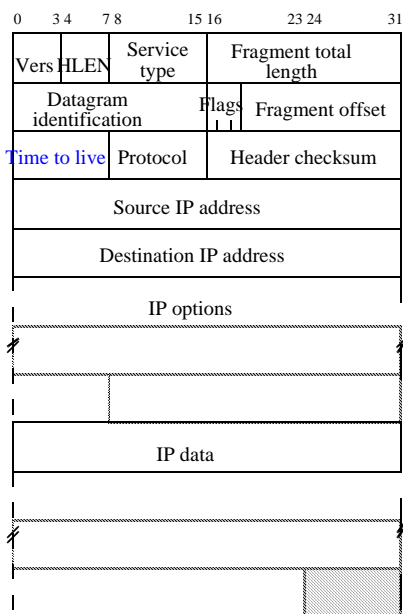 0 3 4 7 8 15 16 23 24 31
Vers HLEN Service type Fragment total length
Datagram identification Flags Fragment offset
Time to live Protocol Header checksum
Source IP address
Destination IP address
IP options
IP data